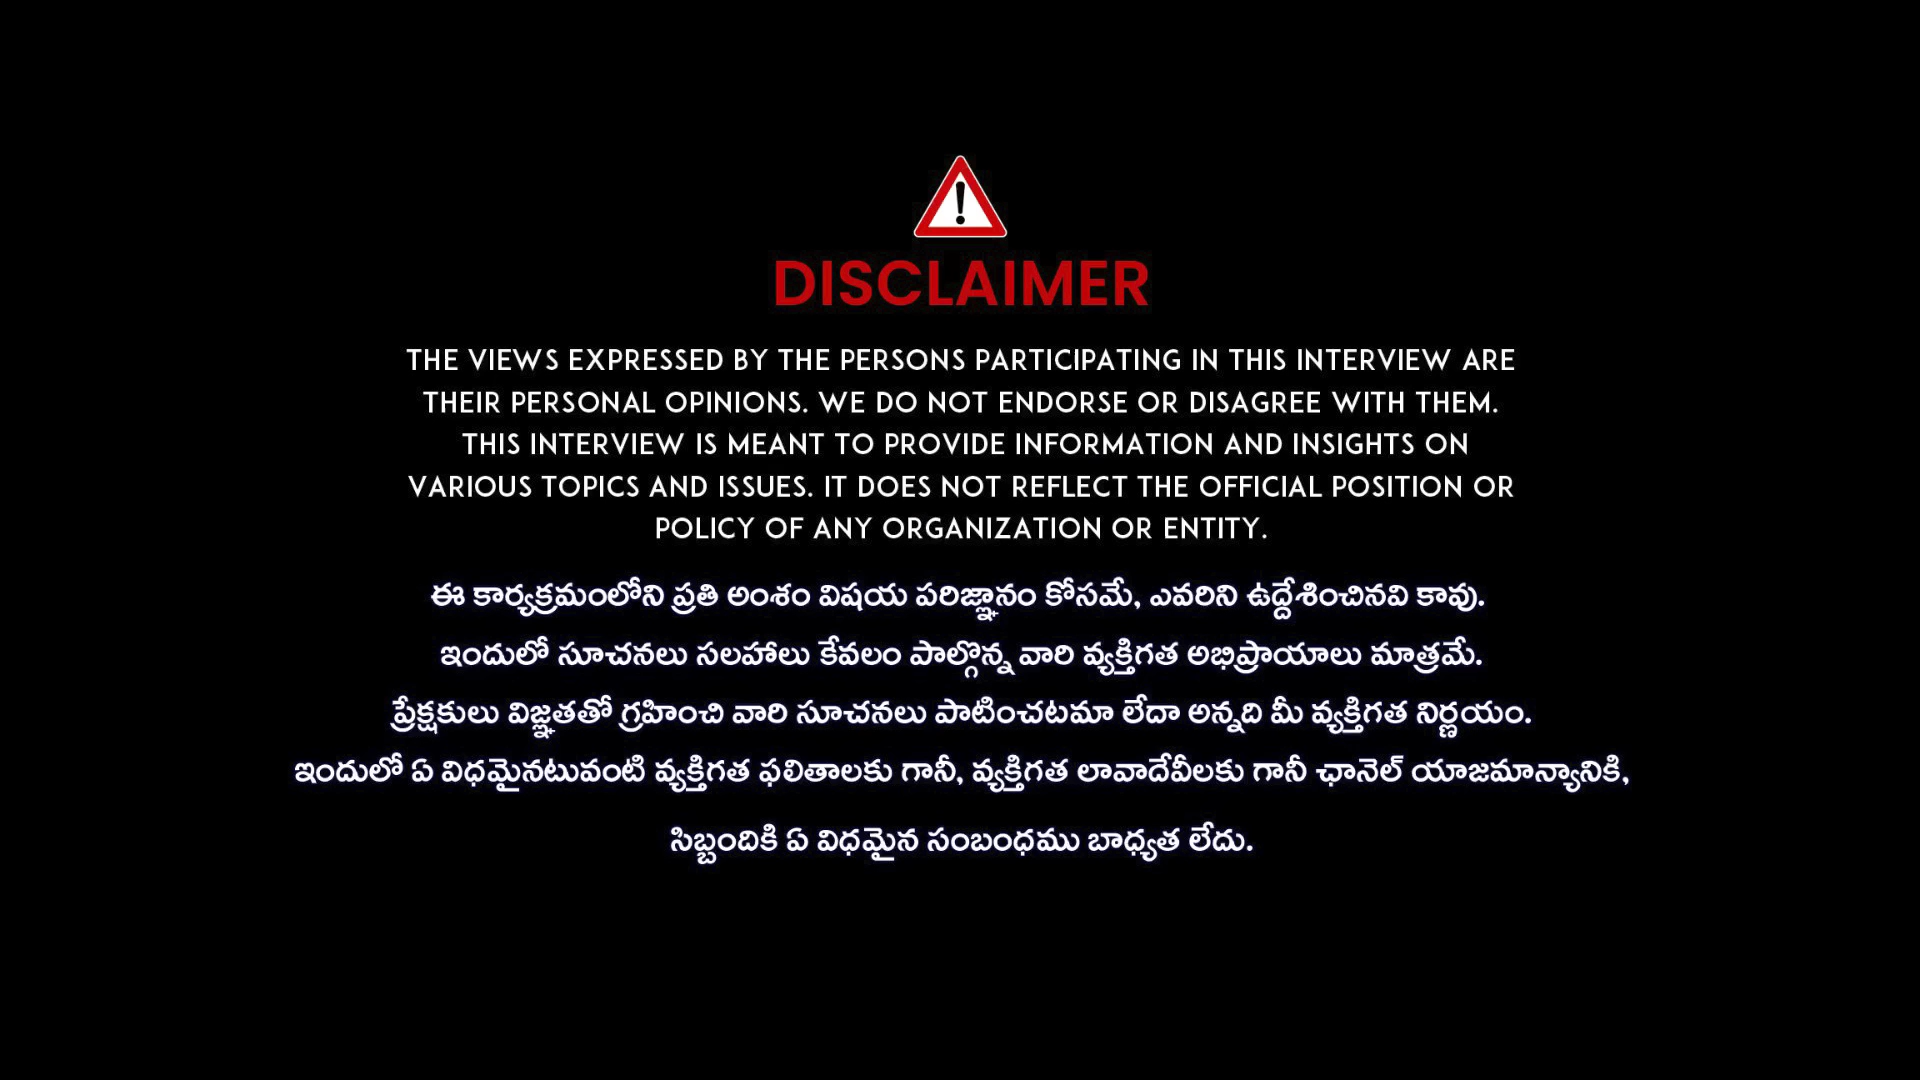 DISCLAIMER
THE VIEWS EXPRESSED BY THE PERSONS PARTICIPATING IN THIS INTERVIEW ARE
THEIR PERSONAL OPINIONS. WE DO NOT ENDORSE OR DISAGREE WITH THEM.
THIS INTERVIEW IS MEANT TO PROVIDE INFORMATION AND INSIGHTS ON
VARIOUS TOPICS AND ISSUES. IT DOES NOT REFLECT THE OFFICIAL POSITION OR
POLICY OF ANY ORGANIZATION OR ENTITY.
ఈ కార్యక్రమంలోని ప్రతి అంశం విషయ పరిజ్ఞానం కోసమే, ఎవరిని ఉద్దేశించినవి కావు.
ఇందులో సూచనలు సలహాలు కేవలం పాల్గొన్న వారి వ్యక్తిగత అభిప్రాయాలు మాత్రమే.
ప్రేక్షకులు విజ్ఞతతో గ్రహించి వారి సూచనలు పాటించటమా లేదా అన్నది మీ వ్యక్తిగత నిర్ణయం.
ఇందులో ఏ విధమైనటువంటి వ్యక్తిగత ఫలితాలకు గానీ, వ్యక్తిగత లావాదేవీలకు గానీ ఛానెల్ యాజమాన్యానికి,
సిబ్బందికి ఏ విధమైన సంబంధము బాధ్యత లేదు.